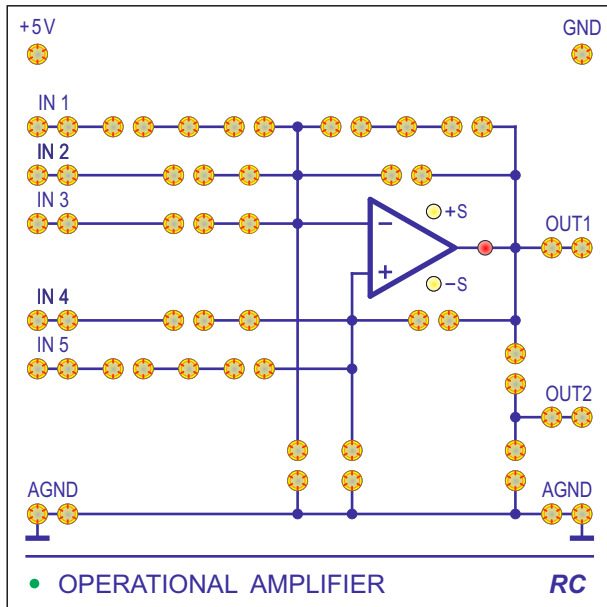 +5V GND
IN 1
IN 2
IN 3
− +S
OUT1
+ −S
IN 4
IN 5
OUT2
AGND AGND
• OPERATIONAL AMPLIFIER RC